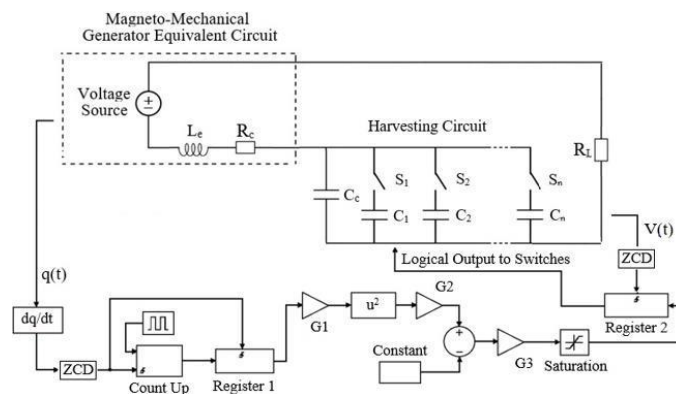 Magneto-Mechanical
Generator Equivalent Circuit
Voltage
Source
±
Le
Rc
Harvesting Circuit
RL
Cc
S1
C1
S2
C2
Sn
Cn
V(t)
q(t)
Logical Output to Switches
ZCD
dq/dt
G1
u²
G2
Register 2
+
−
Constant
G3
Saturation
ZCD
Count Up
Register 1